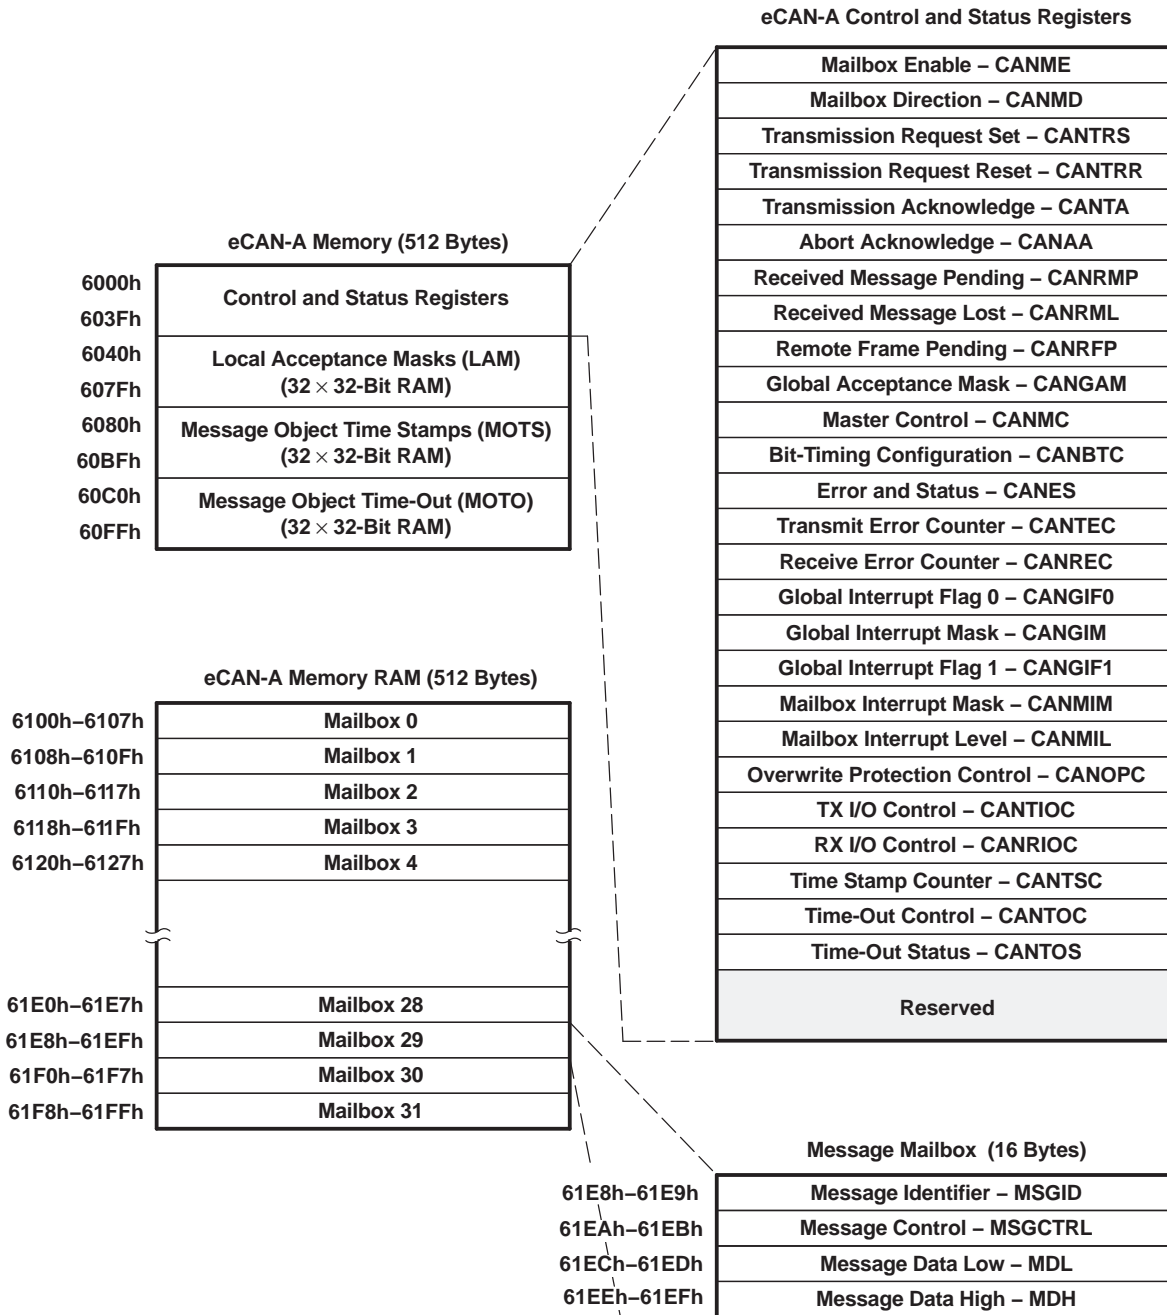 eCAN-A Control and Status Registers
Mailbox Enable – CANME
Mailbox Direction – CANMD
Transmission Request Set – CANTRS
Transmission Request Reset – CANTRR
Transmission Acknowledge – CANTA
Abort Acknowledge – CANAA
Received Message Pending – CANRMP
Received Message Lost – CANRML
Remote Frame Pending – CANRFP
Global Acceptance Mask – CANGAM
Master Control – CANMC
Bit-Timing Configuration – CANBTC
Error and Status – CANES
Transmit Error Counter – CANTEC
Receive Error Counter – CANREC
Global Interrupt Flag 0 – CANGIF0
Global Interrupt Mask – CANGIM
Global Interrupt Flag 1 – CANGIF1
Mailbox Interrupt Mask – CANMIM
Mailbox Interrupt Level – CANMIL
Overwrite Protection Control – CANOPC
TX I/O Control – CANTIOC
RX I/O Control – CANRIOC
Time Stamp Counter – CANTSC
Time-Out Control – CANTOC
Time-Out Status – CANTOS
Reserved
eCAN-A Memory (512 Bytes)
6000h
Control and Status Registers
603Fh
6040h
Local Acceptance Masks (LAM)
(32 × 32-Bit RAM)
607Fh
6080h
Message Object Time Stamps (MOTS)
(32 × 32-Bit RAM)
60BFh
60C0h
Message Object Time-Out (MOTO)
(32 × 32-Bit RAM)
60FFh
eCAN-A Memory RAM (512 Bytes)
6100h–6107h Mailbox 0
6108h–610Fh Mailbox 1
6110h–6117h Mailbox 2
6118h–611Fh Mailbox 3
6120h–6127h Mailbox 4
61E0h–61E7h Mailbox 28
61E8h–61EFh Mailbox 29
61F0h–61F7h Mailbox 30
61F8h–61FFh Mailbox 31
Message Mailbox (16 Bytes)
61E8h–61E9h Message Identifier – MSGID
61EAh–61EBh Message Control – MSGCTRL
61ECh–61EDh Message Data Low – MDL
61EEh–61EFh Message Data High – MDH